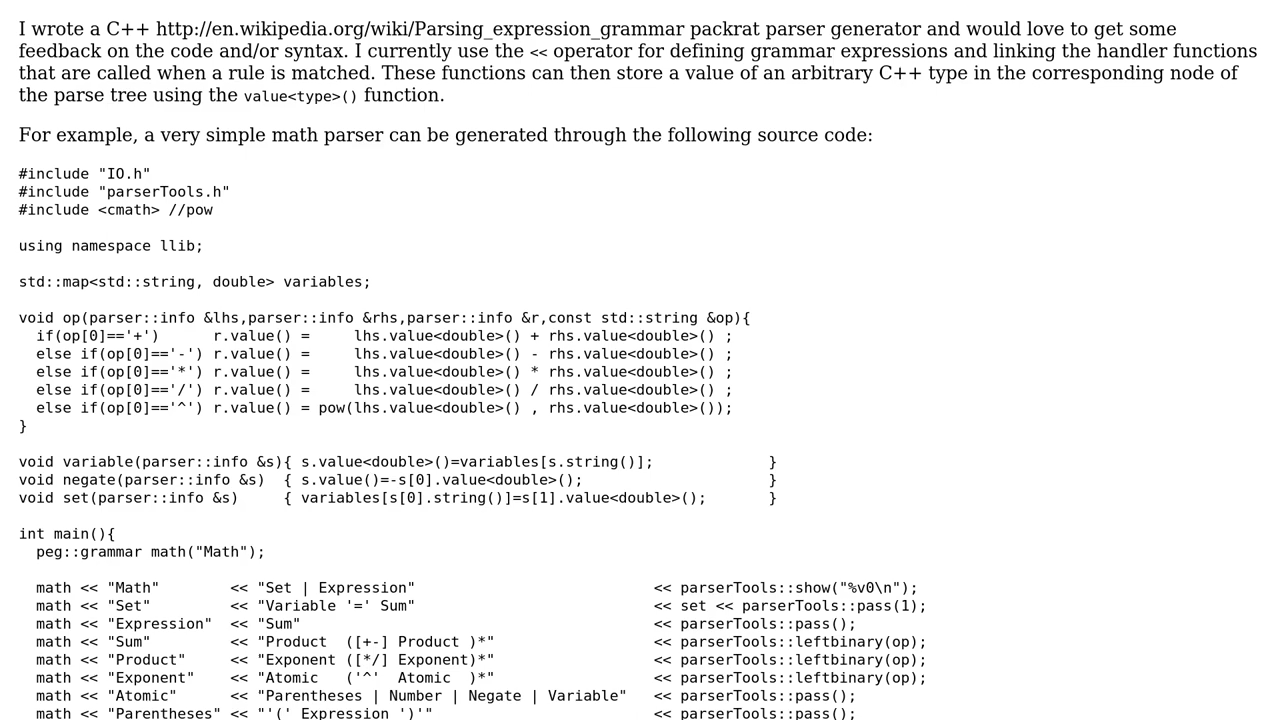 I wrote a C++ http://en.wikipedia.org/wiki/Parsing_expression_grammar packrat parser generator and would love to get some
feedback on the code and/or syntax. I currently use the << operator for defining grammar expressions and linking the handler functions
that are called when a rule is matched. These functions can then store a value of an arbitrary C++ type in the corresponding node of
the parse tree using the value<type>() function.
For example, a very simple math parser can be generated through the following source code:
#include "IO.h"
#include "parserTools.h"
#include <cmath> //pow
using namespace llib;
std::map<std::string, double> variables;
void op(parser::info &lhs,parser::info &rhs,parser::info &r,const std::string &op){
  if(op[0]=='+')      r.value() =     lhs.value<double>() + rhs.value<double>() ;
  else if(op[0]=='-') r.value() =     lhs.value<double>() - rhs.value<double>() ;
  else if(op[0]=='*') r.value() =     lhs.value<double>() * rhs.value<double>() ;
  else if(op[0]=='/') r.value() =     lhs.value<double>() / rhs.value<double>() ;
  else if(op[0]=='^') r.value() = pow(lhs.value<double>() , rhs.value<double>());
}
void variable(parser::info &s){ s.value<double>()=variables[s.string()];             }
void negate(parser::info &s)  { s.value()=-s[0].value<double>();                     }
void set(parser::info &s)     { variables[s[0].string()]=s[1].value<double>();       }
int main(){
  peg::grammar math("Math");
  math << "Math"        << "Set | Expression"                           << parserTools::show("%v0\n");
  math << "Set"         << "Variable '=' Sum"                           << set << parserTools::pass(1);
  math << "Expression"  << "Sum"                                        << parserTools::pass();
  math << "Sum"         << "Product  ([+-] Product )*"                  << parserTools::leftbinary(op);
  math << "Product"     << "Exponent ([*/] Exponent)*"                  << parserTools::leftbinary(op);
  math << "Exponent"    << "Atomic   ('^'  Atomic  )*"                  << parserTools::leftbinary(op);
  math << "Atomic"      << "Parentheses | Number | Negate | Variable"   << parserTools::pass();
  math << "Parentheses" << "'(' Expression ')'"                         << parserTools::pass();